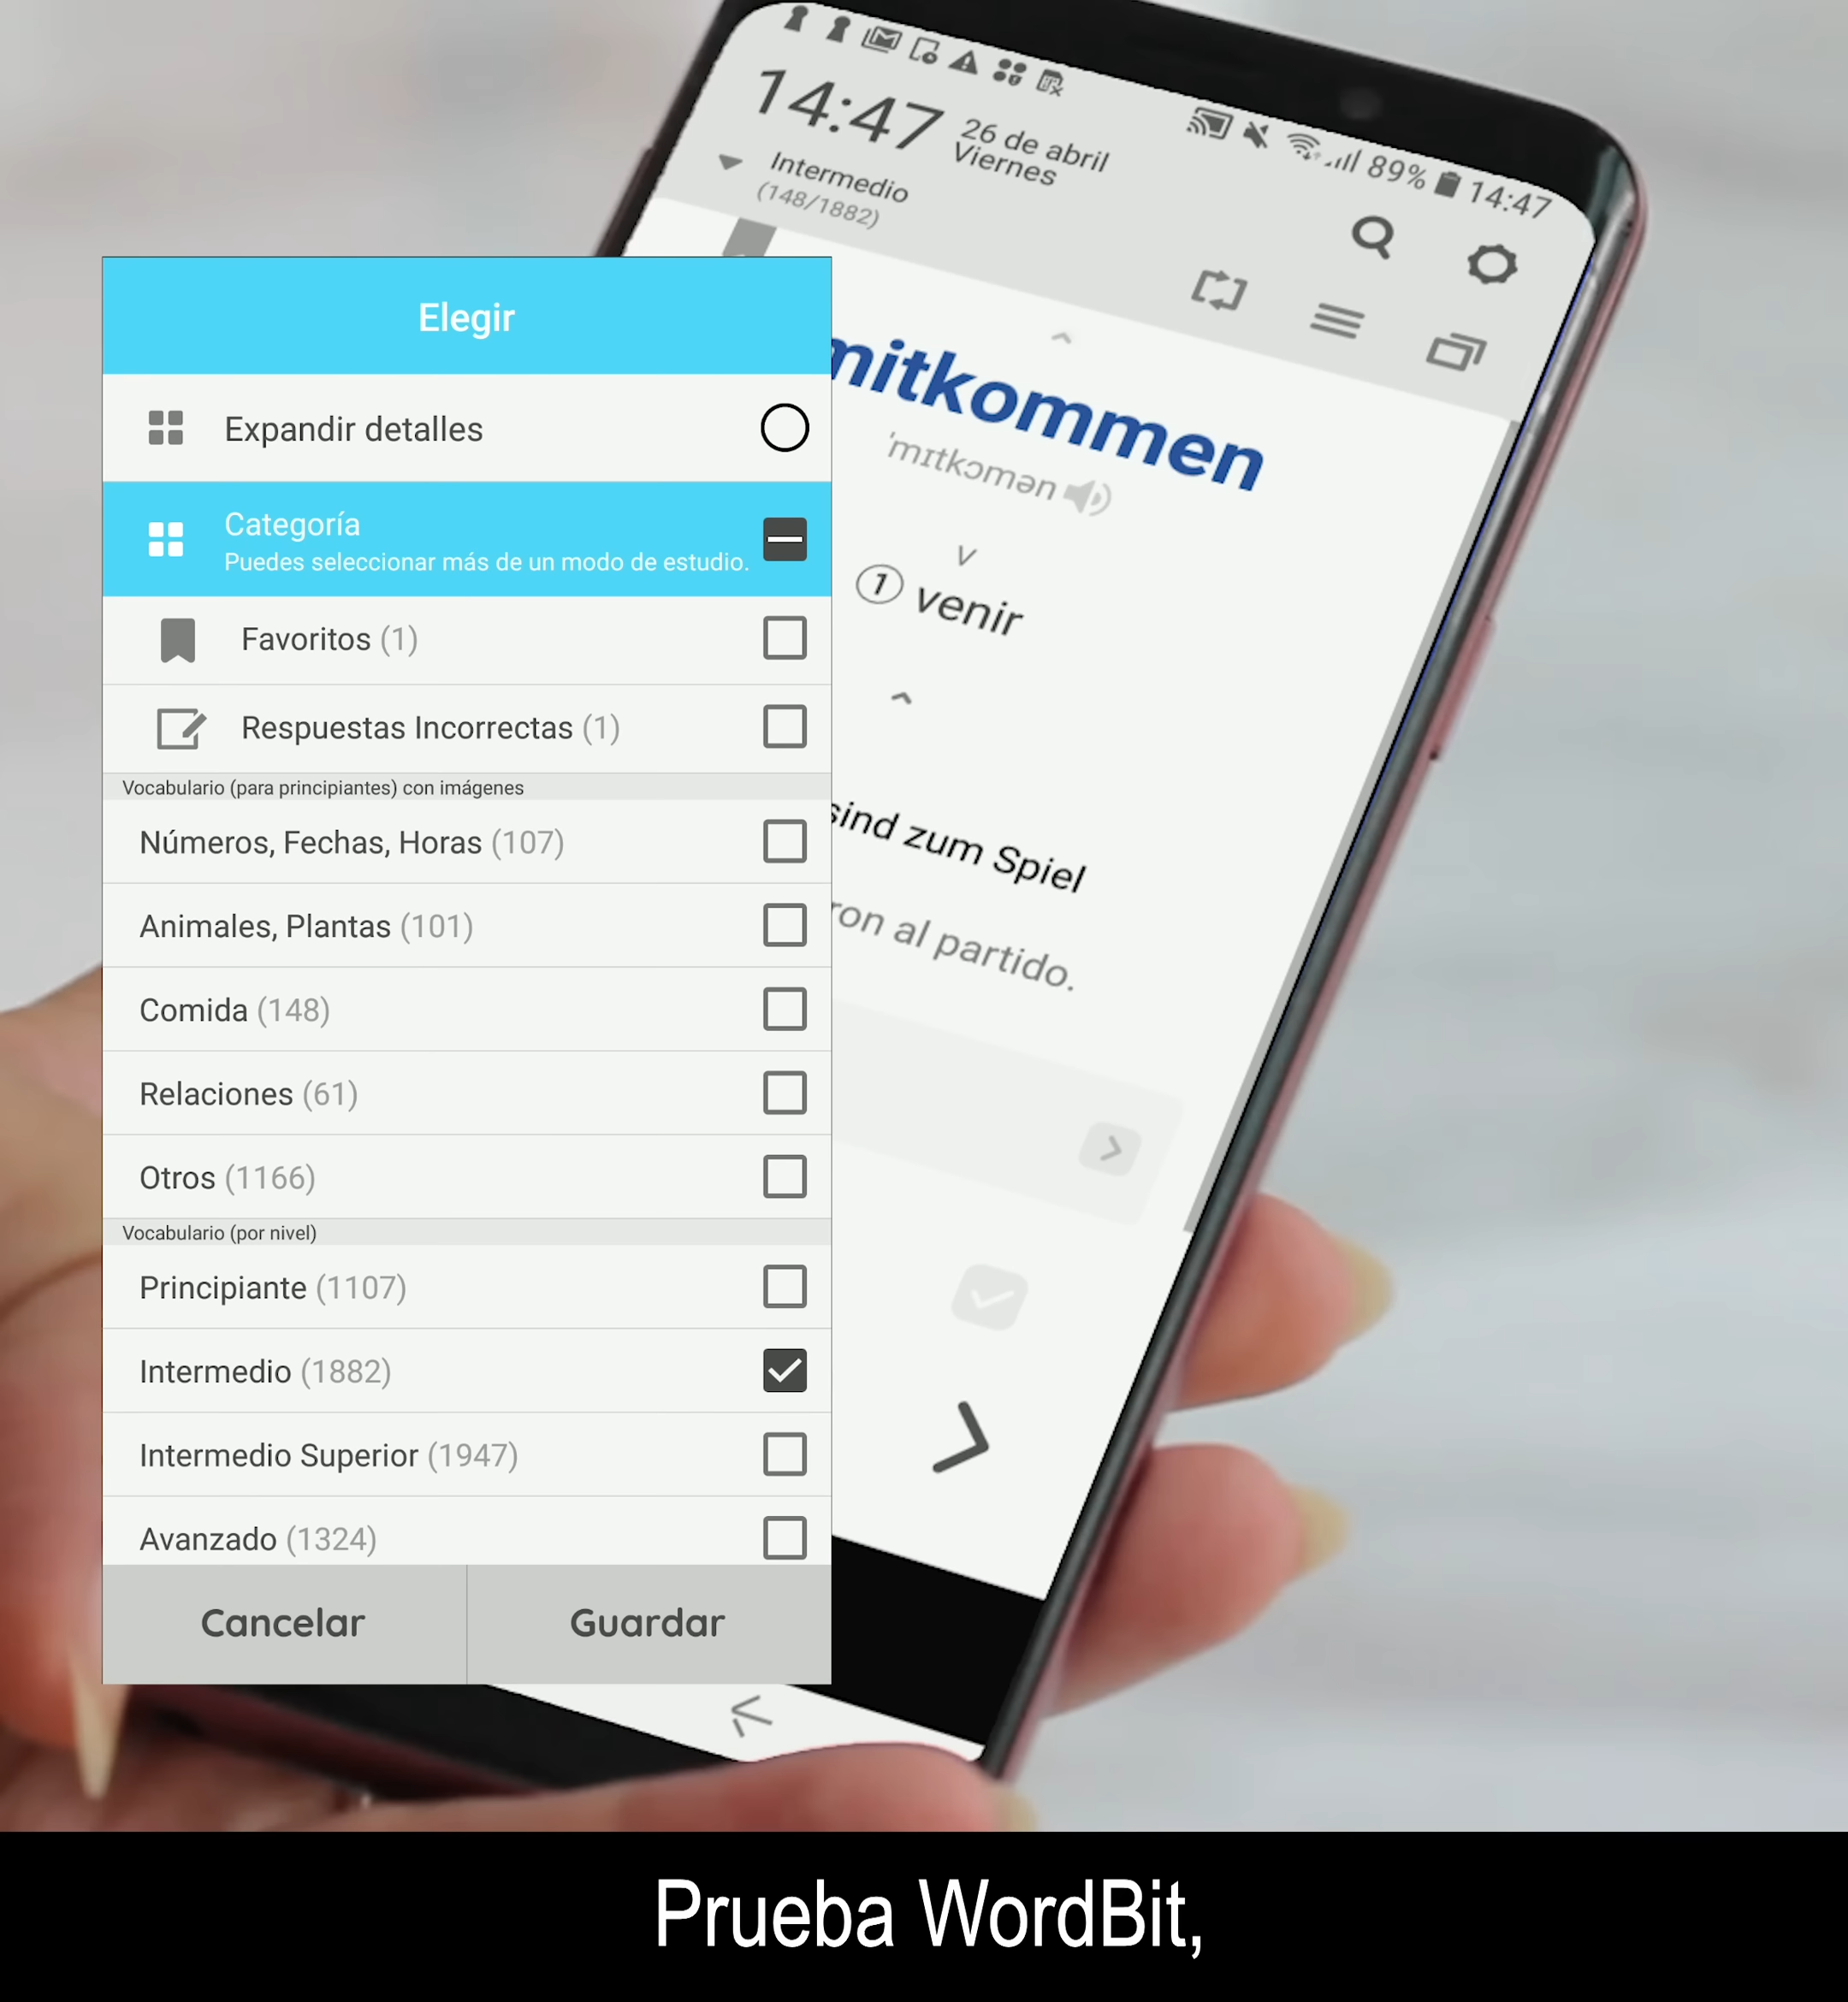 14:47
26 de abril
Viernes
89% 14:47
Intermedio
(148/1882)
Elegir
Expandir detalles
Categoría
Puedes seleccionar más de un modo de estudio.
Favoritos (1)
Respuestas Incorrectas (1)
Vocabulario (para principiantes) con imágenes
Números, Fechas, Horas (107)
Animales, Plantas (101)
Comida (148)
Relaciones (61)
Otros (1166)
Vocabulario (por nivel)
Principiante (1107)
Intermedio (1882)
Intermedio Superior (1947)
Avanzado (1324)
Cancelar
Guardar
mitkommen
ˈmɪtkɔmən
1 venir
sind zum Spiel
ron al partido.
Prueba WordBit,